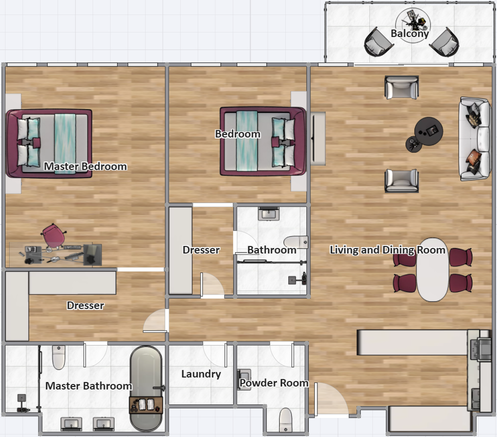 Balcony
Bedroom
Master Bedroom
Dresser
Bathroom
Living and Dining Room
Dresser
Laundry
Master Bathroom
Powder Room